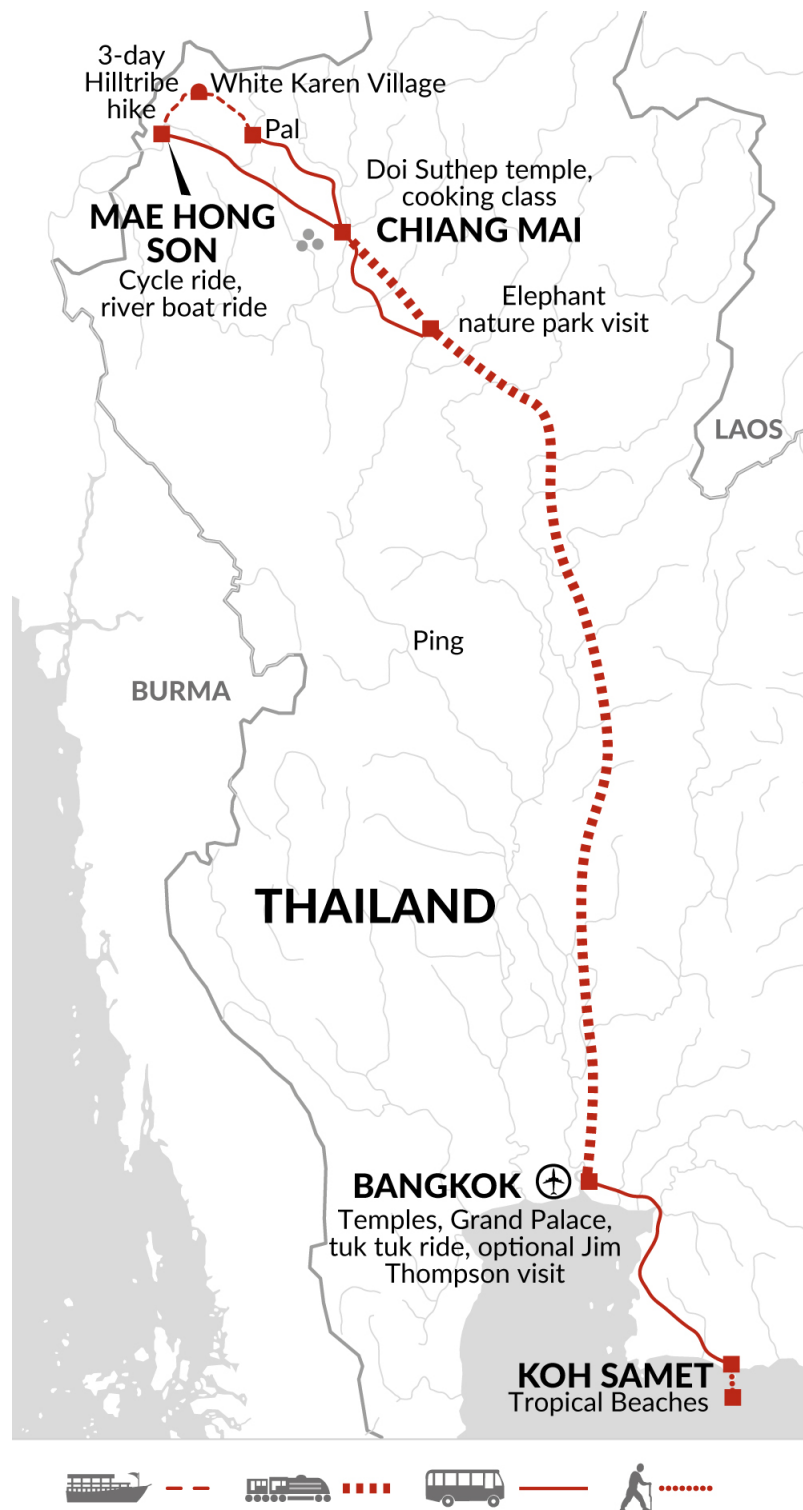 3-day
Hilltribe
hike
White Karen Village
Pal
MAE HONG
SON
Cycle ride,
river boat ride
Doi Suthep temple,
cooking class
CHIANG MAI
Elephant
nature park visit
LAOS
Ping
BURMA
THAILAND
BANGKOK
Temples, Grand Palace,
tuk tuk ride, optional Jim
Thompson visit
KOH SAMET
Tropical Beaches